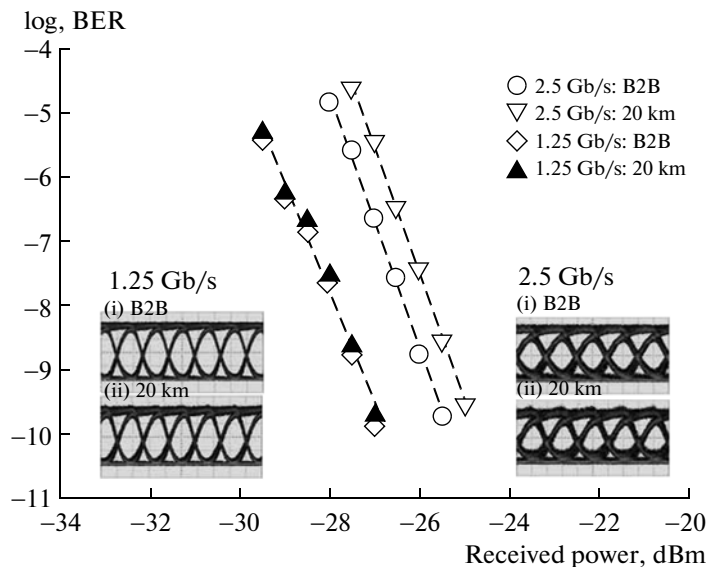 log, BER
−4
−5
−6
−7
−8
−9
−10
−11
2.5 Gb/s: B2B
2.5 Gb/s: 20 km
1.25 Gb/s: B2B
1.25 Gb/s: 20 km
1.25 Gb/s
(i) B2B
(ii) 20 km
2.5 Gb/s
(i) B2B
(ii) 20 km
−34 −32 −30 −28 −26 −24 −22 −20
Received power, dBm